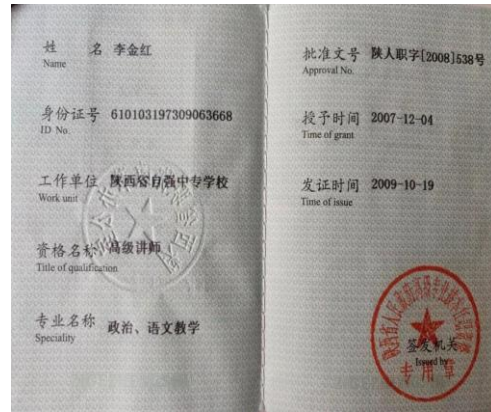 姓 名 李金红
Name
身份证号 610103197309063668
ID No.
工作单位 陕西省自强中专学校
Work unit
资格名称 高级讲师
Title of qualification
专业名称 政治、语文教学
Speciality
批准文号 陕人职字[2008]538号
Approval No.
授予时间 2007-12-04
Time of grant
发证时间 2009-10-19
Time of issue
签发机关
Issued by
专用章